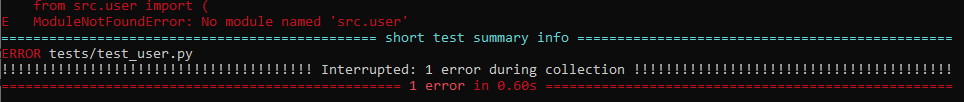 from src.user import (
E   ModuleNotFoundError: No module named 'src.user'
================================================ short test summary info ================================================
ERROR tests/test_user.py
!!!!!!!!!!!!!!!!!!!!!!!!!!!!!!!!!!!!!!!! Interrupted: 1 error during collection !!!!!!!!!!!!!!!!!!!!!!!!!!!!!!!!!!!!!!!!!
=================================================== 1 error in 0.60s ====================================================